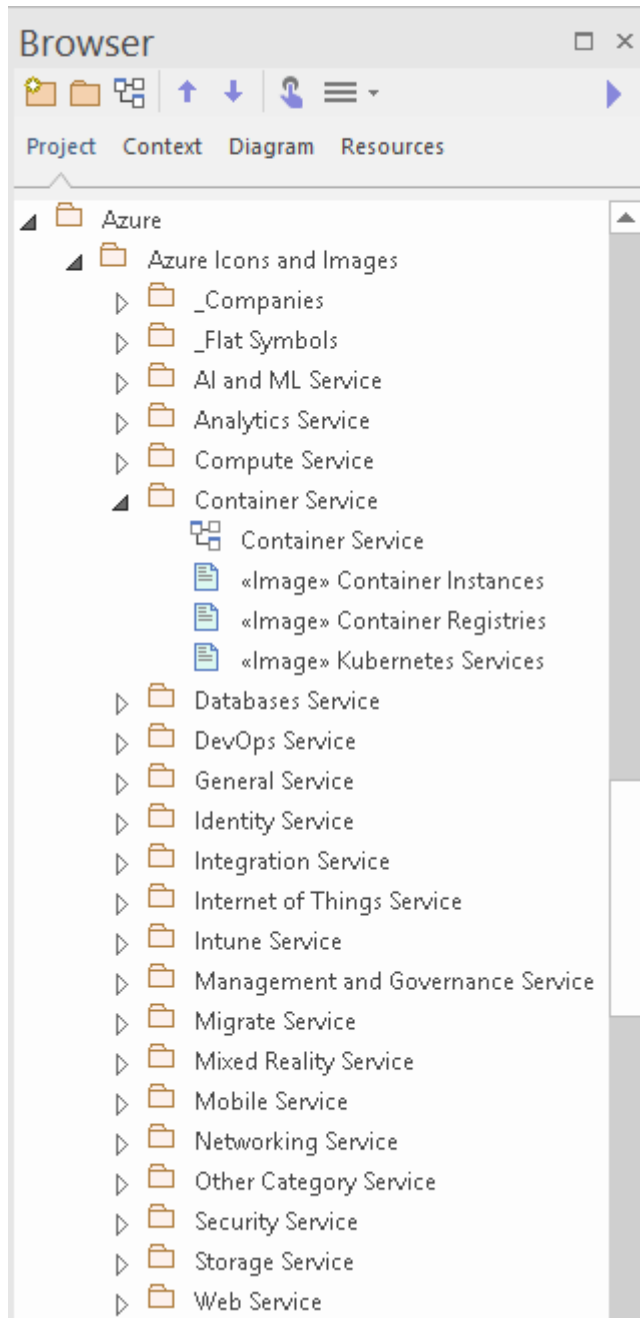 Browser
Project Context Diagram Resources
Azure
Azure Icons and Images
_Companies
_Flat Symbols
AI and ML Service
Analytics Service
Compute Service
Container Service
Container Service
«Image» Container Instances
«Image» Container Registries
«Image» Kubernetes Services
Databases Service
DevOps Service
General Service
Identity Service
Integration Service
Internet of Things Service
Intune Service
Management and Governance Service
Migrate Service
Mixed Reality Service
Mobile Service
Networking Service
Other Category Service
Security Service
Storage Service
Web Service